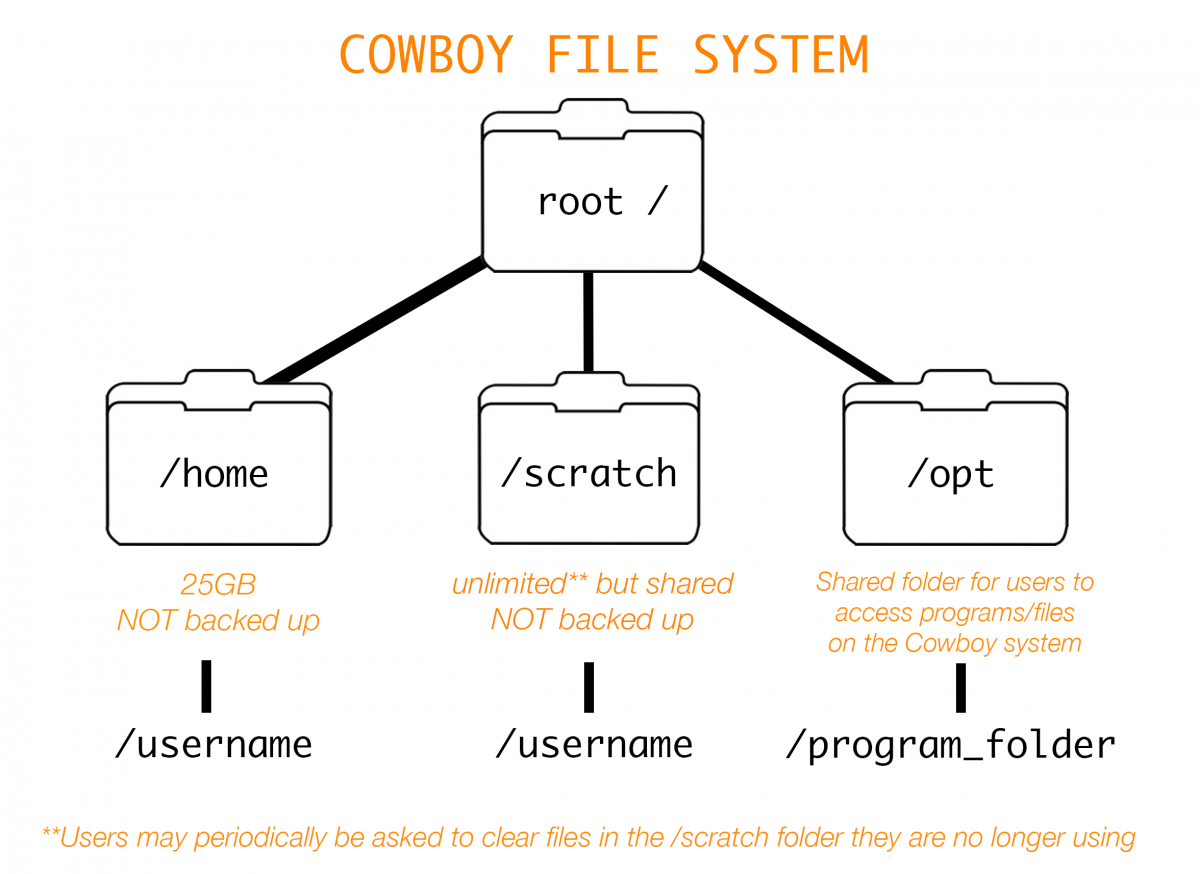 COWBOY FILE SYSTEM
root /
/home
/scratch
/opt
25GB
NOT backed up
unlimited** but shared
NOT backed up
Shared folder for users to
access programs/files
on the Cowboy system
/username
/username
/program_folder
**Users may periodically be asked to clear files in the /scratch folder they are no longer using